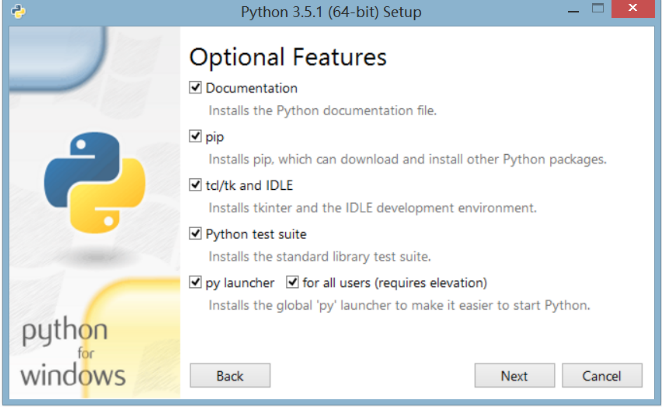 Python 3.5.1 (64-bit) Setup
Optional Features
Documentation
Installs the Python documentation file.
pip
Installs pip, which can download and install other Python packages.
tcl/tk and IDLE
Installs tkinter and the IDLE development environment.
Python test suite
Installs the standard library test suite.
py launcher for all users (requires elevation)
Installs the global 'py' launcher to make it easier to start Python.
python
for
windows
Back Next Cancel